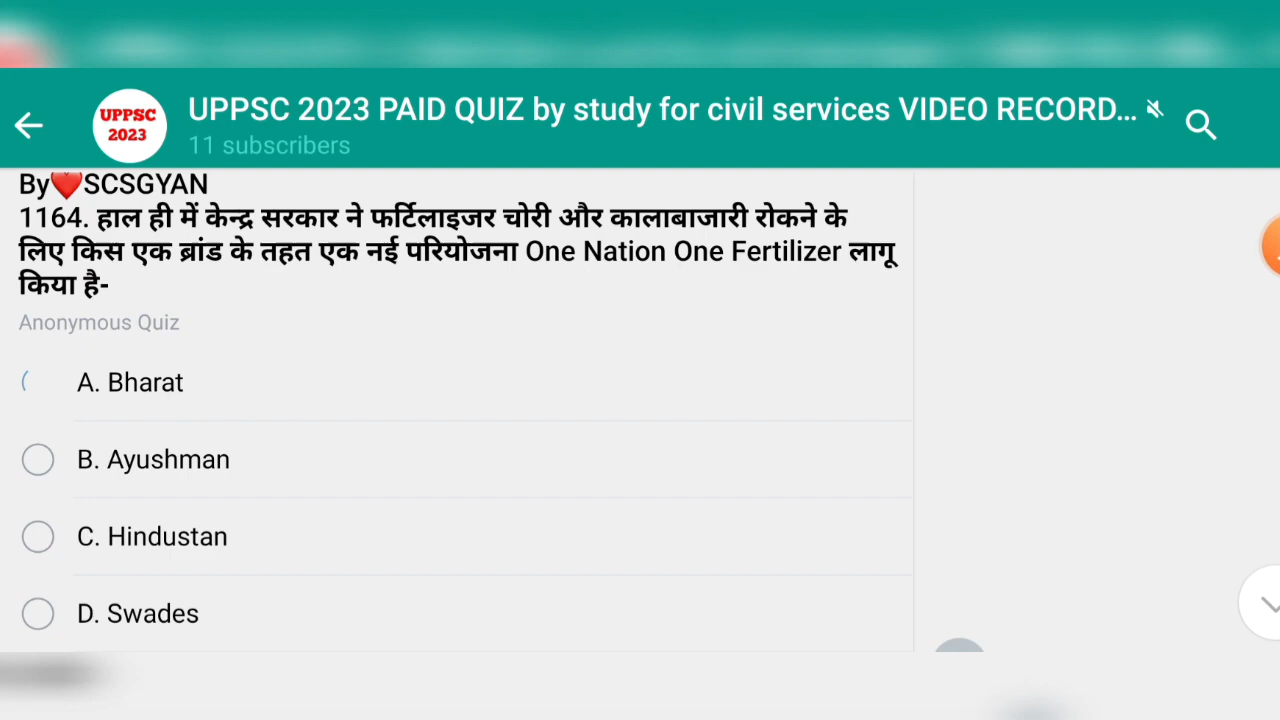 UPPSC 2023 PAID QUIZ by study for civil services VIDEO RECORD...
UPPSC
2023
11 subscribers
By❤️SCSGYAN
1164. हाल ही में केन्द्र सरकार ने फर्टिलाइजर चोरी और कालाबाजारी रोकने के
लिए किस एक ब्रांड के तहत एक नई परियोजना One Nation One Fertilizer लागू
किया है-
Anonymous Quiz
A. Bharat
B. Ayushman
C. Hindustan
D. Swades